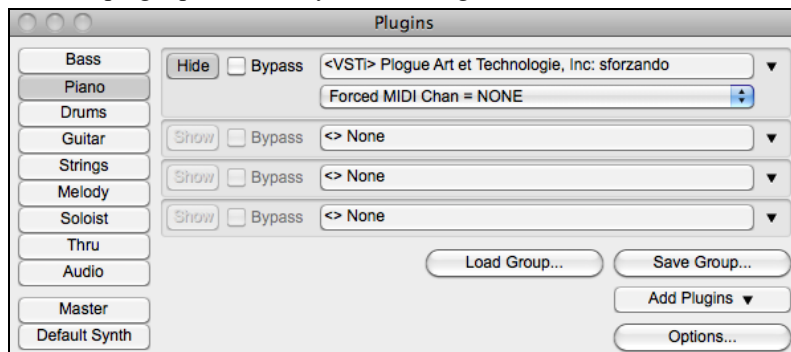 Plugins
Bass
Piano
Drums
Guitar
Strings
Melody
Soloist
Thru
Audio
Master
Default Synth
Hide Bypass <VSTi> Plogue Art et Technologie, Inc: sforzando
Forced MIDI Chan = NONE
Show Bypass <> None
Show Bypass <> None
Show Bypass <> None
Load Group... Save Group...
Add Plugins
Options...